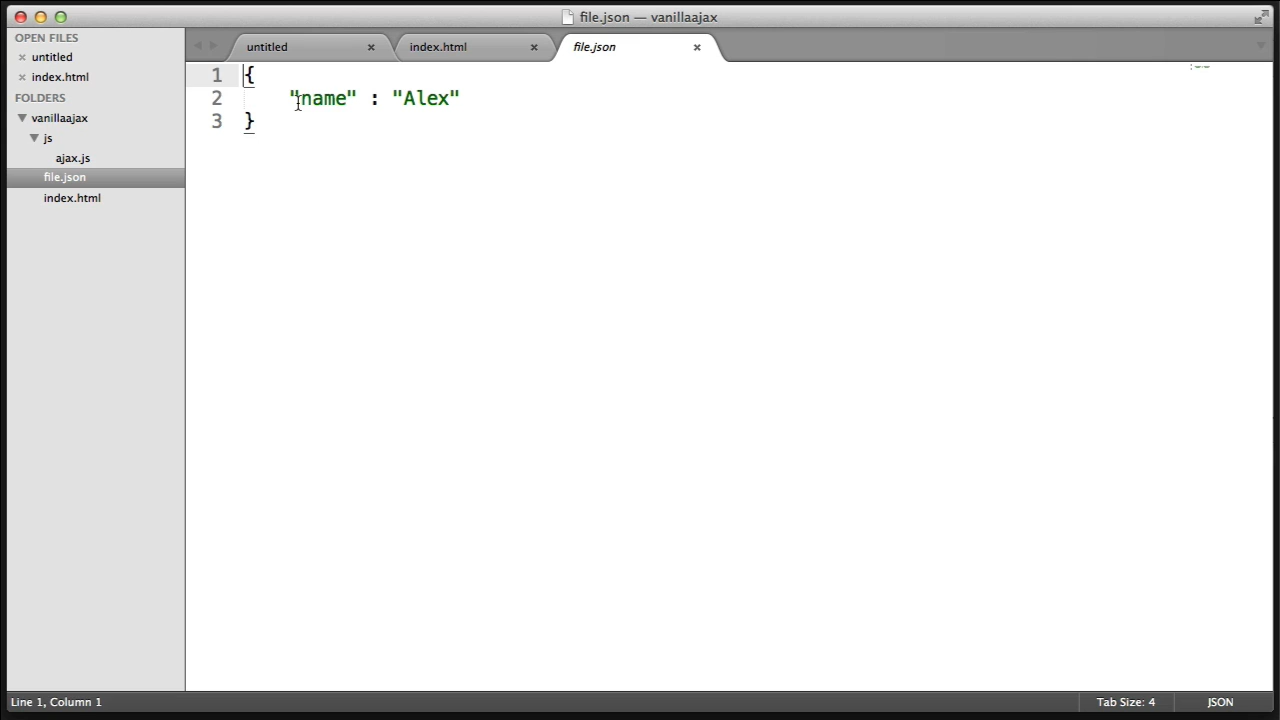 file.json — vanillaajax
OPEN FILES
untitled
index.html
FOLDERS
vanillaajax
js
ajax.js
file.json
index.html
untitled
index.html
file.json
1 {
2 "name" : "Alex"
3 }
Line 1, Column 1
Tab Size: 4
JSON